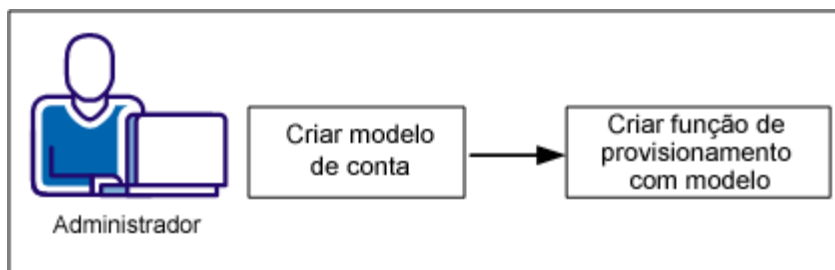 Criar modelo
de conta
Criar função de
provisionamento
com modelo
Administrador